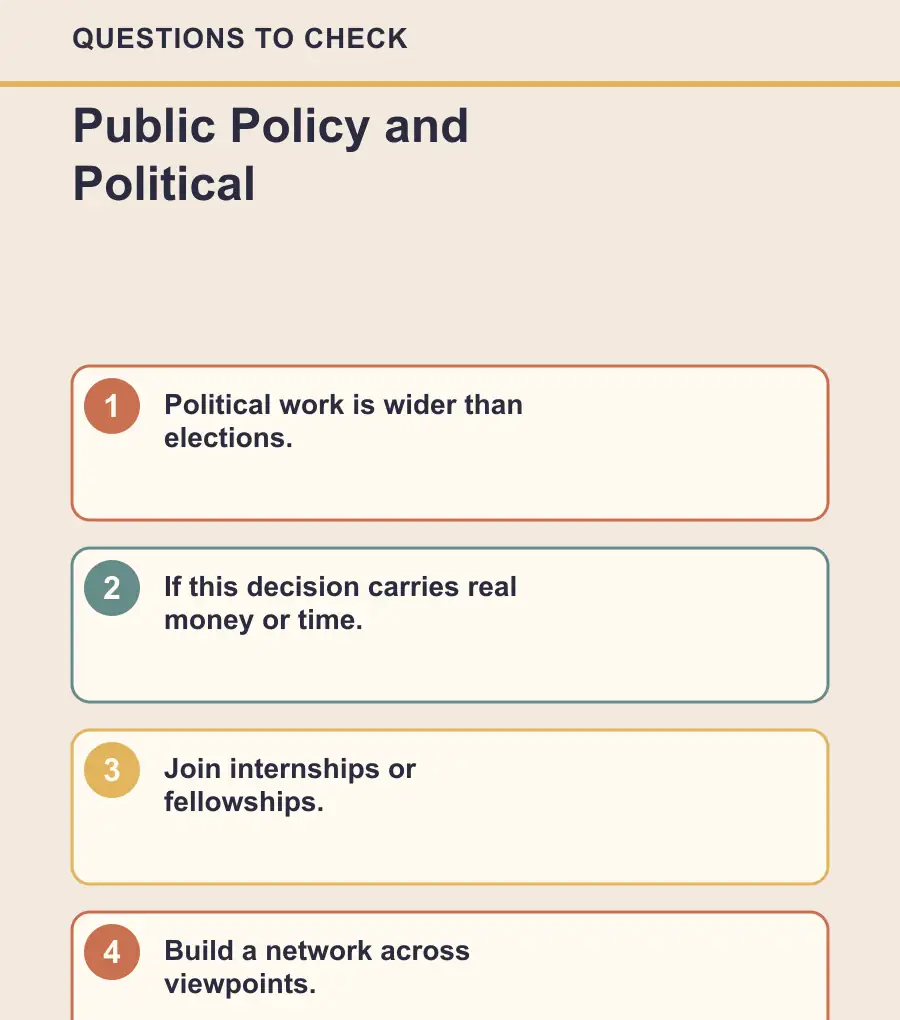 QUESTIONS TO CHECK
Public Policy and
Political
1
Political work is wider than
elections.
2
If this decision carries real
money or time.
3
Join internships or
fellowships.
4
Build a network across
viewpoints.